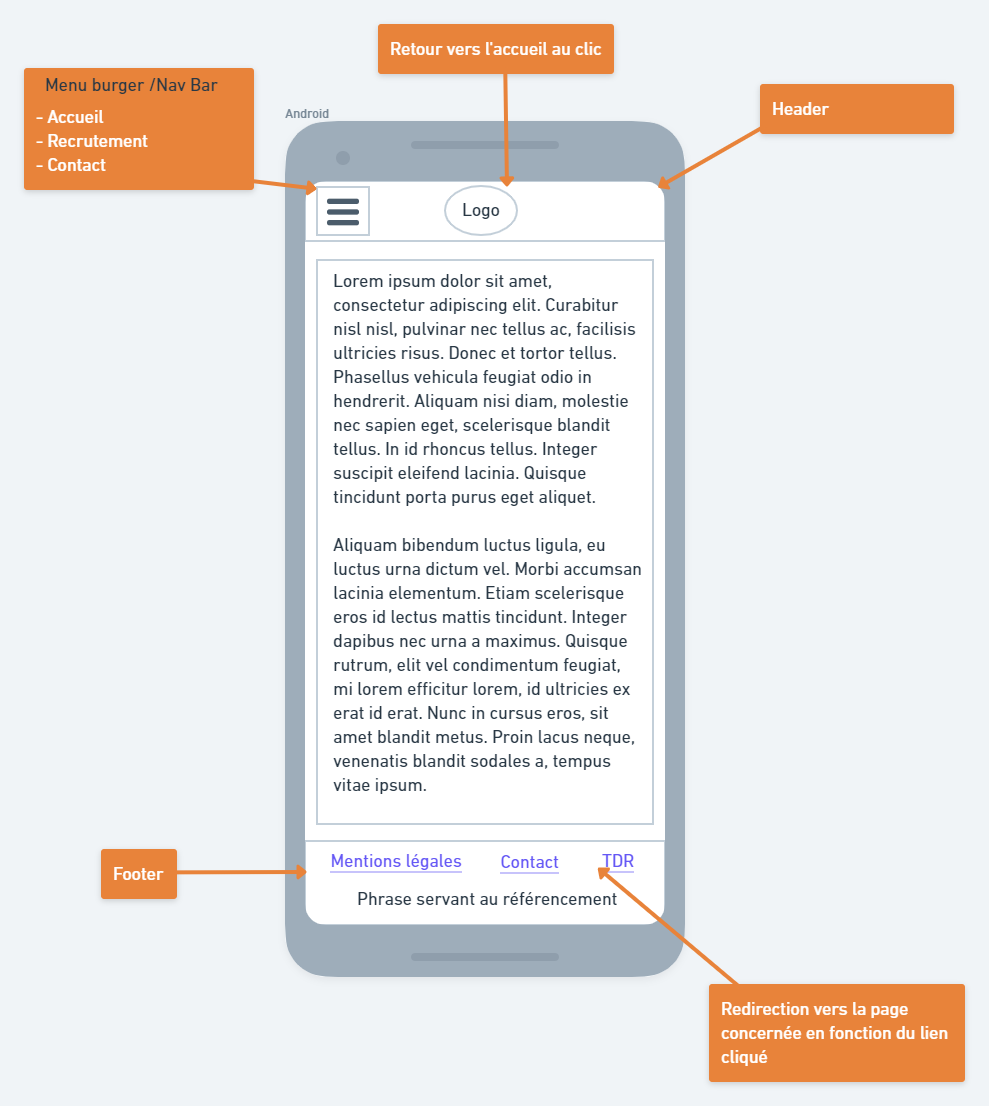 Retour vers l'accueil au clic
Menu burger /Nav Bar
- Accueil
- Recrutement
- Contact
Header
Android
Logo
Lorem ipsum dolor sit amet,
consectetur adipiscing elit. Curabitur
nisl nisl, pulvinar nec tellus ac, facilisis
ultricies risus. Donec et tortor tellus.
Phasellus vehicula feugiat odio in
hendrerit. Aliquam nisi diam, molestie
nec sapien eget, scelerisque blandit
tellus. In id rhoncus tellus. Integer
suscipit eleifend lacinia. Quisque
tincidunt porta purus eget aliquet.
Aliquam bibendum luctus ligula, eu
luctus urna dictum vel. Morbi accumsan
lacinia elementum. Etiam scelerisque
eros id lectus mattis tincidunt. Integer
dapibus nec urna a maximus. Quisque
rutrum, elit vel condimentum feugiat,
mi lorem efficitur lorem, id ultricies ex
erat id erat. Nunc in cursus eros, sit
amet blandit metus. Proin lacus neque,
venenatis blandit sodales a, tempus
vitae ipsum.
Footer
Mentions légales Contact TDR
Phrase servant au référencement
Redirection vers la page
concernée en fonction du lien
cliqué